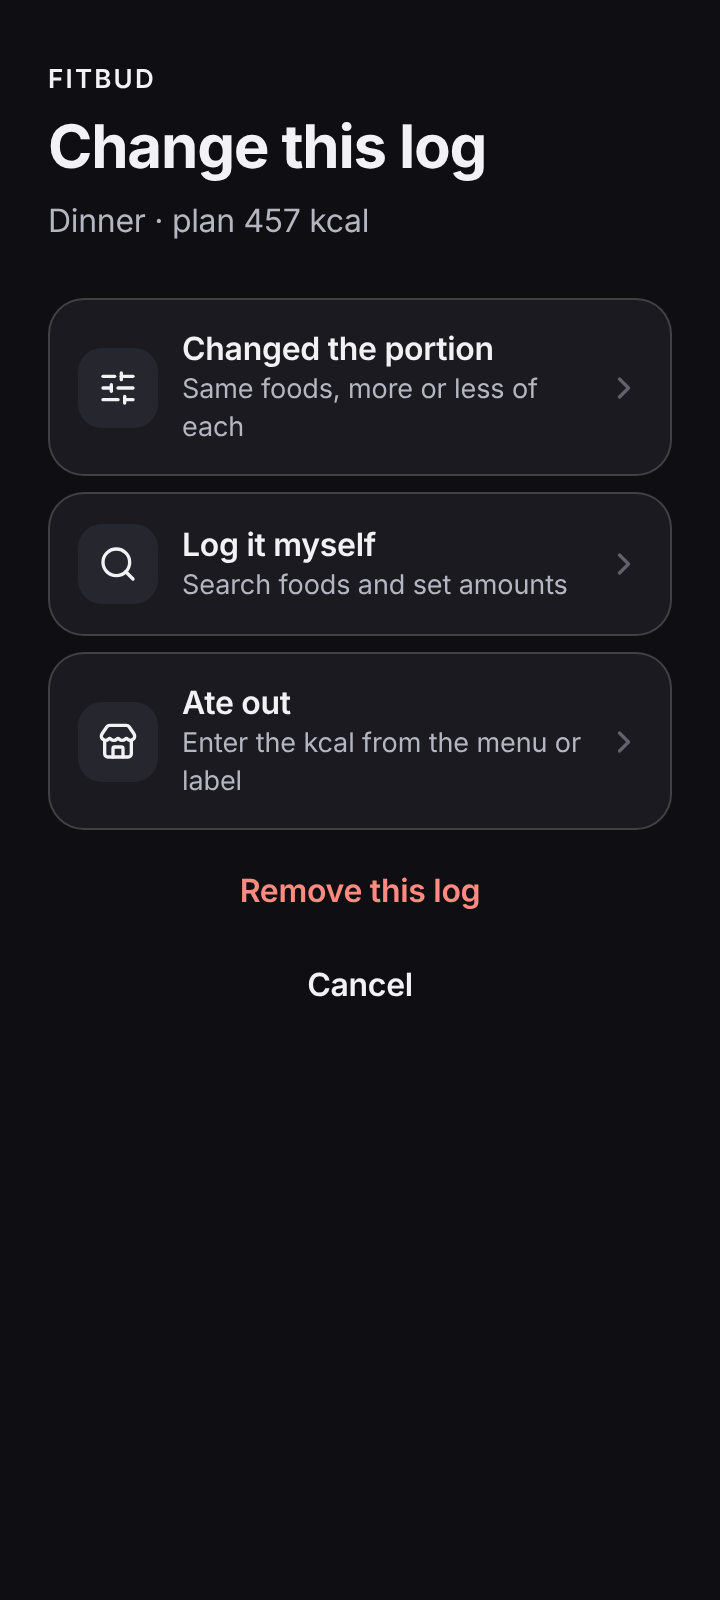 FITBUD
Change this log
Dinner · plan 457 kcal
Changed the portion
Same foods, more or less of
each
Log it myself
Search foods and set amounts
Ate out
Enter the kcal from the menu or
label
Remove this log
Cancel